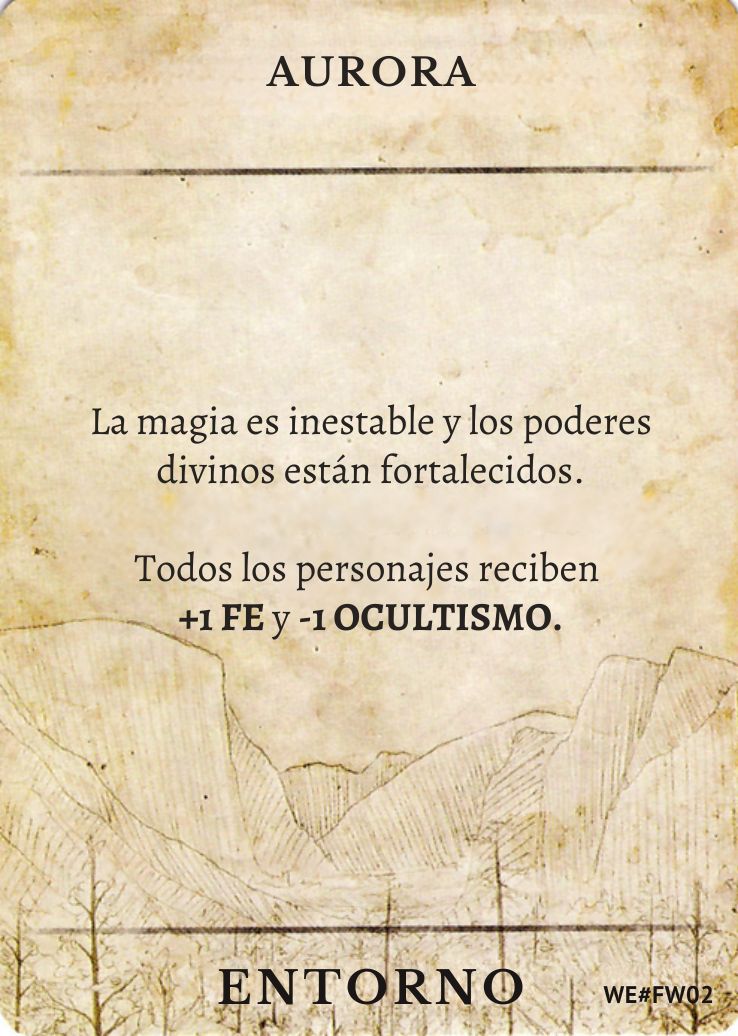 AURORA
La magia es inestable y los poderes
divinos están fortalecidos.
Todos los personajes reciben
+1 FE y -1 OCULTISMO.
ENTORNO
WE#FW02